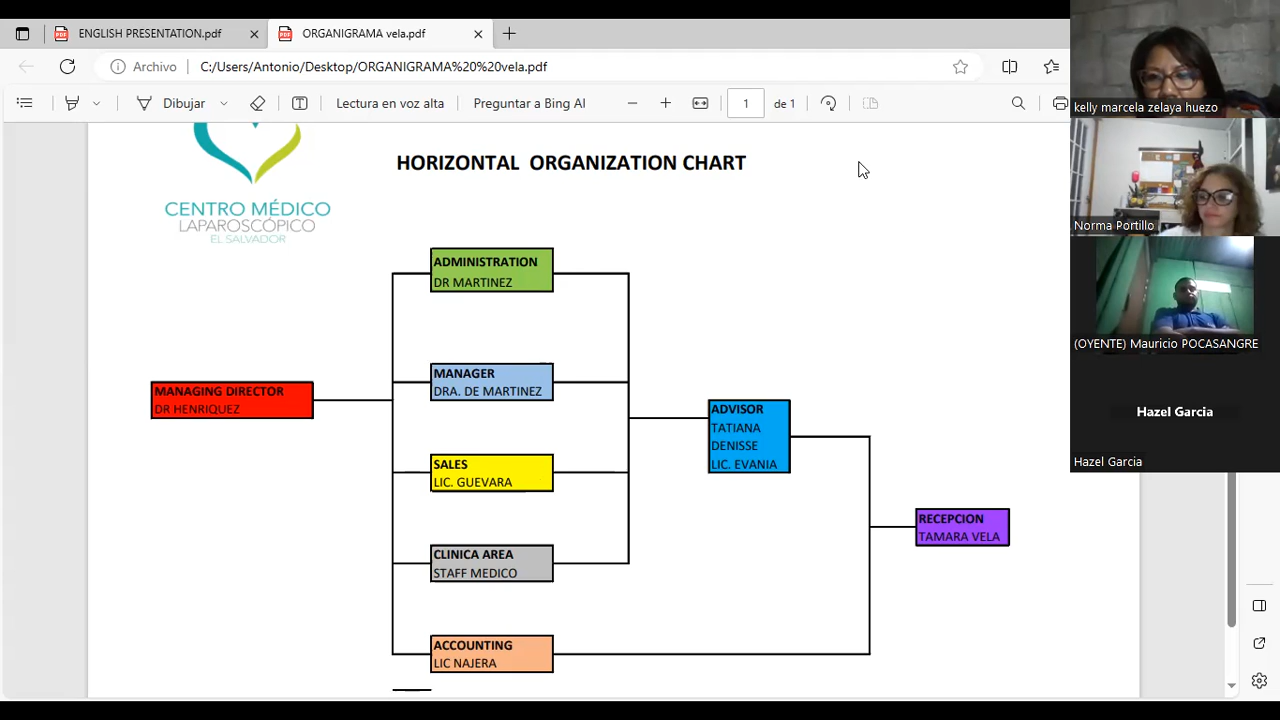 ENGLISH PRESENTATION.pdf
ORGANIGRAMA vela.pdf
Archivo
C:/Users/Antonio/Desktop/ORGANIGRAMA%20%20vela.pdf
Dibujar
Lectura en voz alta
Preguntar a Bing AI
1
de 1
HORIZONTAL ORGANIZATION CHART
CENTRO MÉDICO
LAPAROSCÓPICO
EL SALVADOR
ADMINISTRATION
DR MARTINEZ
MANAGER
DRA. DE MARTINEZ
MANAGING DIRECTOR
DR HENRIQUEZ
SALES
LIC. GUEVARA
CLINICA AREA
STAFF MEDICO
ACCOUNTING
LIC NAJERA
ADVISOR
TATIANA
DENISSE
LIC. EVANIA
RECEPCION
TAMARA VELA
kelly marcela zelaya huezo
Norma Portillo
(OYENTE) Mauricio POCASANGRE
Hazel Garcia
Hazel Garcia